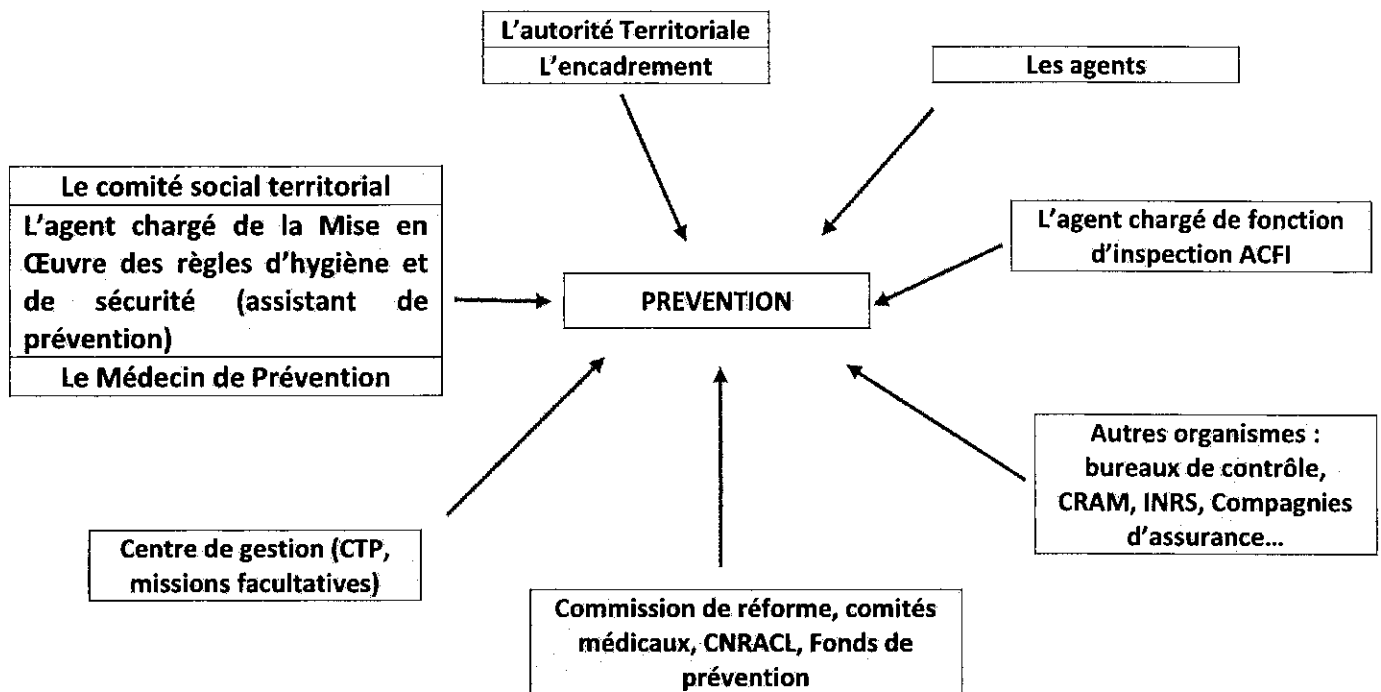 L'autorité Territoriale
L'encadrement
Les agents
Le comité social territorial
L'agent chargé de la Mise en
Œuvre des règles d'hygiène et
de sécurité (assistant de
prévention)
Le Médecin de Prévention
L'agent chargé de fonction
d'inspection ACFI
PREVENTION
Autres organismes :
bureaux de contrôle,
CRAM, INRS, Compagnies
d'assurance...
Centre de gestion (CTP,
missions facultatives)
Commission de réforme, comités
médicaux, CNRACL, Fonds de
prévention